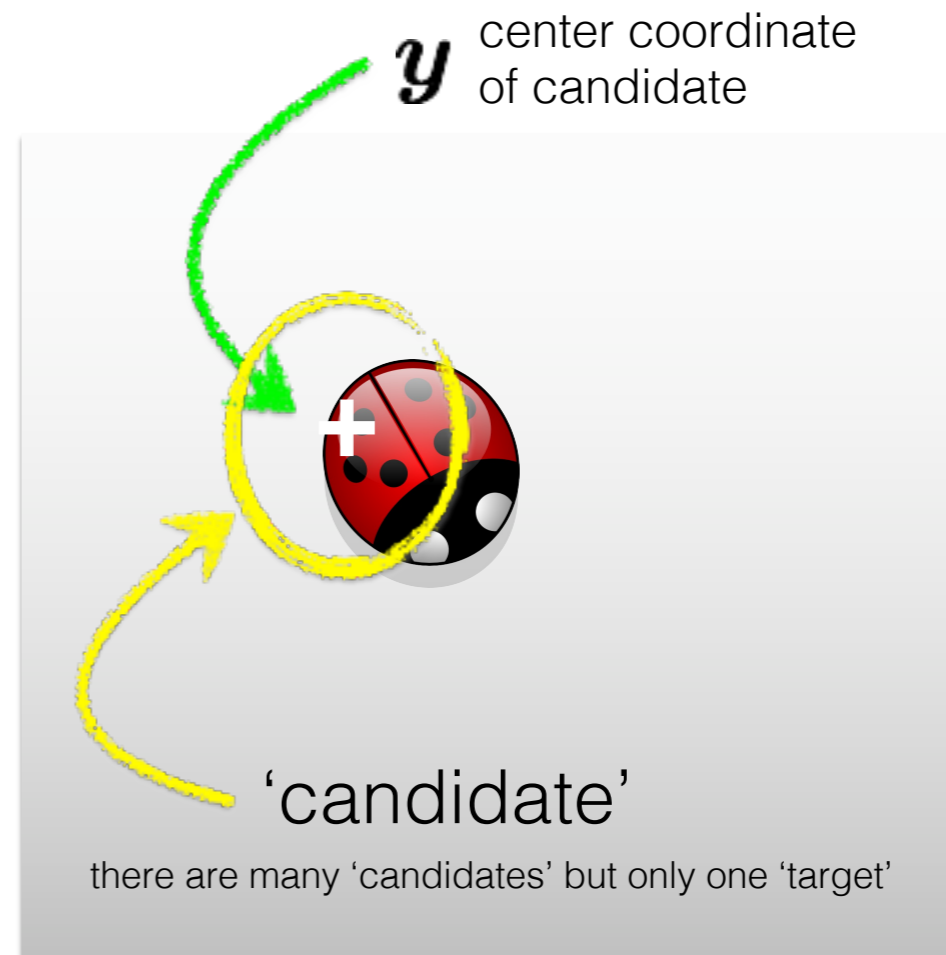 y center coordinate
of candidate
‘candidate’
there are many ‘candidates’ but only one ‘target’